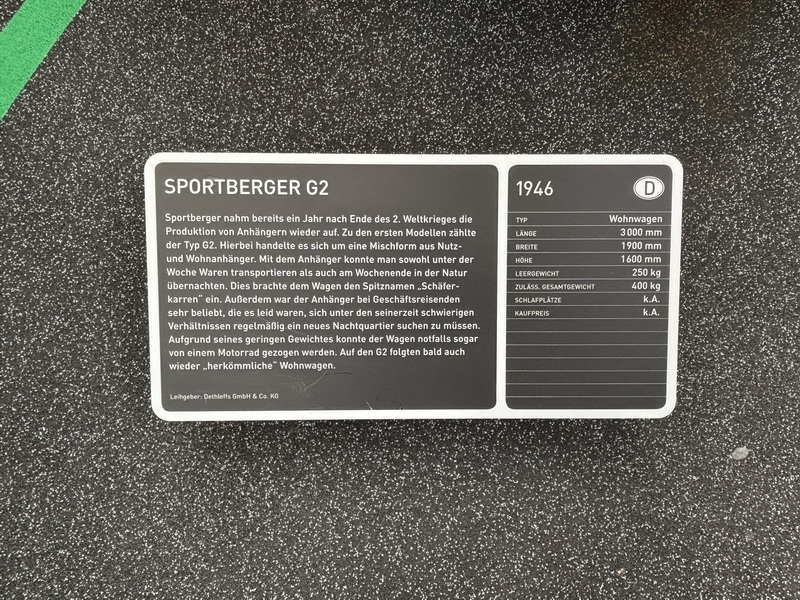 SPORTBERGER G2
Sportberger nahm bereits ein Jahr nach Ende des 2. Weltkrieges die
Produktion von Anhängern wieder auf. Zu den ersten Modellen zählte
der Typ G2. Hierbei handelte es sich um eine Mischform aus Nutz-
und Wohnanhänger. Mit dem Anhänger konnte man sowohl unter der
Woche Waren transportieren als auch am Wochenende in der Natur
übernachten. Dies brachte dem Wagen den Spitznamen „Schäfer-
karren“ ein. Außerdem war der Anhänger bei Geschäftsreisenden
sehr beliebt, die es leid waren, sich unter den seinerzeit schwierigen
Verhältnissen regelmäßig ein neues Nachtquartier suchen zu müssen.
Aufgrund seines geringen Gewichtes konnte der Wagen notfalls sogar
von einem Motorrad gezogen werden. Auf den G2 folgten bald auch
wieder „herkömmliche“ Wohnwagen.
Leihgeber: Dethleffs GmbH & Co. KG
1946 D
TYP Wohnwagen
LÄNGE 3 000 mm
BREITE 1 900 mm
HÖHE 1 600 mm
LEERGEWICHT 250 kg
ZULÄSS. GESAMTGEWICHT 400 kg
SCHLAFPLÄTZE k.A.
KAUFPREIS k.A.